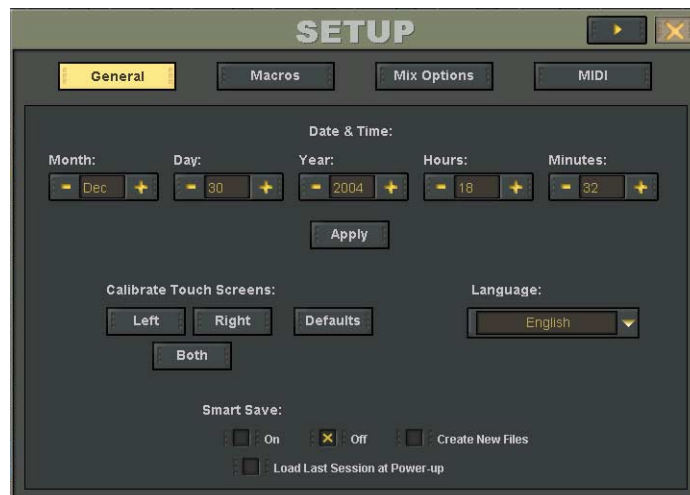 SETUP
General Macros Mix Options MIDI
Date & Time:
Month: Day: Year: Hours: Minutes:
- Dec + - 30 + - 2004 + - 18 + - 32 +
Apply
Calibrate Touch Screens: Language:
Left Right Defaults English
Both
Smart Save:
On Off Create New Files
Load Last Session at Power-up